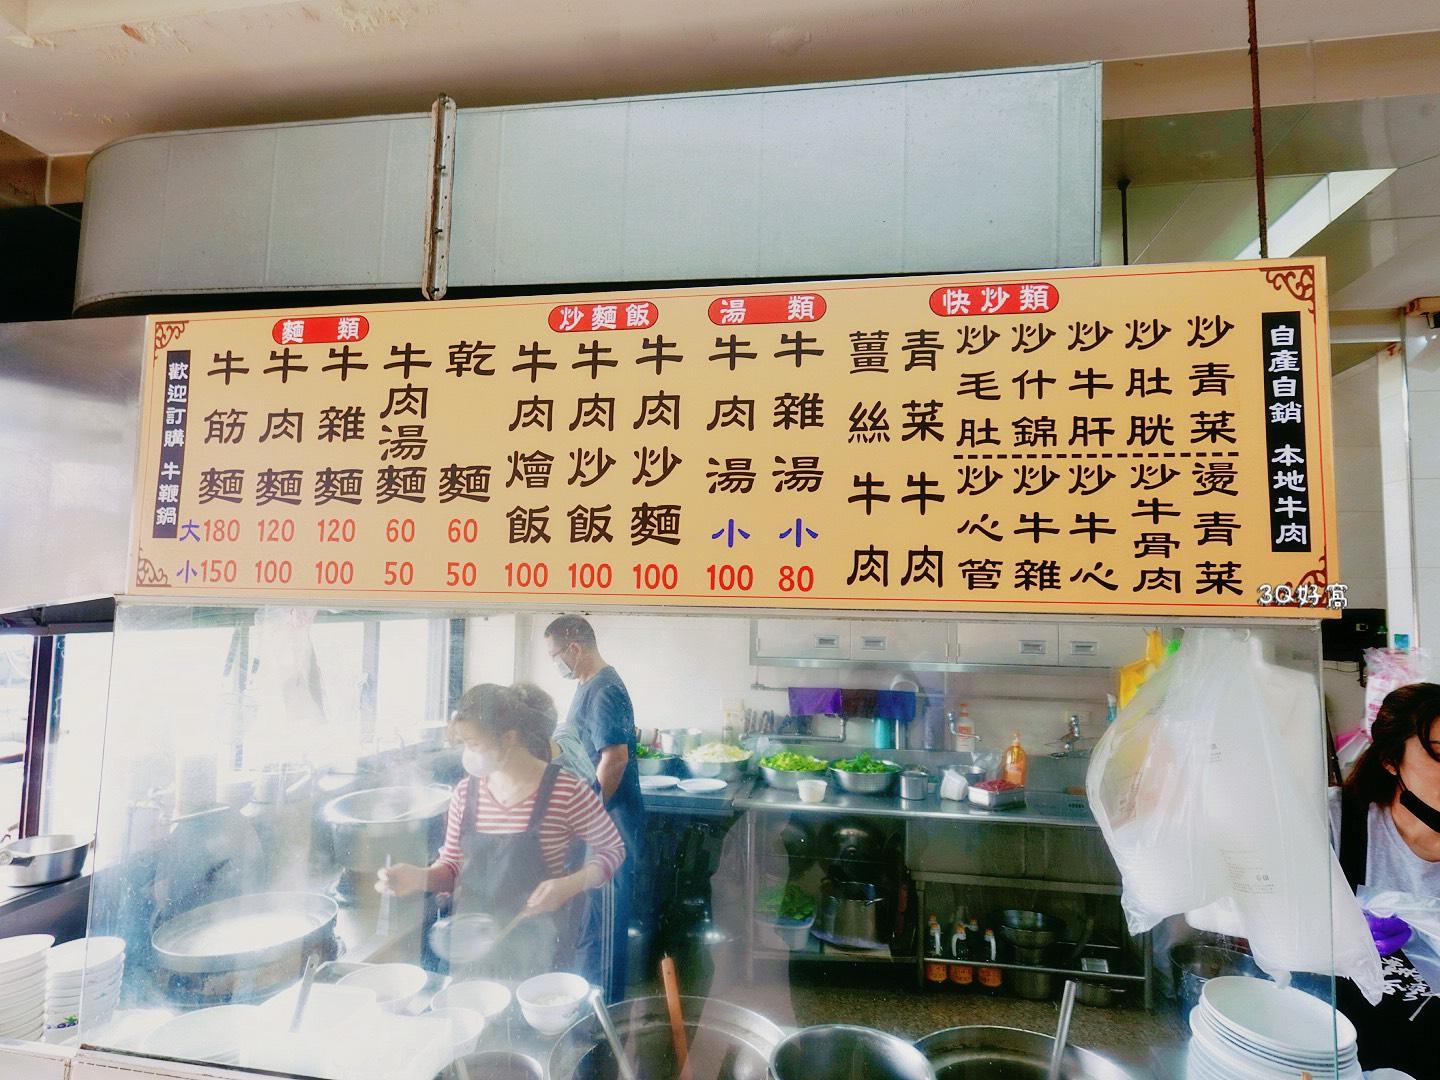 歡迎訂購 牛鞭鍋
麵類
牛筋麵 大180 小150
牛肉麵 120 100
牛雜麵 120 100
牛肉湯麵 60 50
乾麵 60 50
炒麵飯
牛肉燴飯 100
牛肉炒飯 100
牛肉炒麵 100
湯類
牛肉湯 小 100
牛雜湯 小 80
快炒類
薑絲牛肉
青菜牛肉
炒毛肚
炒什錦
炒牛肝
炒肚胱
炒青菜
炒心管
炒牛雜
炒牛心
炒牛骨肉
燙青菜
自產自銷 本地牛肉
3Q好窩